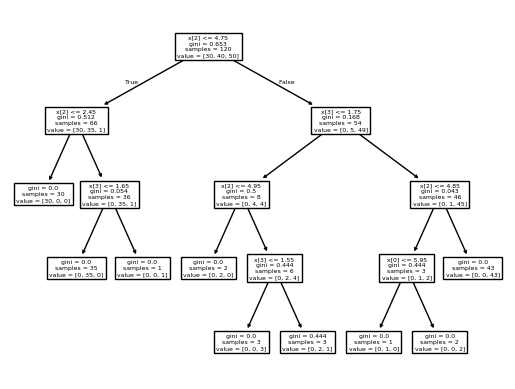 x[2] <= 4.75
gini = 0.653
samples = 120
value = [30, 40, 50]
True
False
x[2] <= 2.45
gini = 0.512
samples = 66
value = [30, 35, 1]
x[3] <= 1.75
gini = 0.168
samples = 54
value = [0, 5, 49]
gini = 0.0
samples = 30
value = [30, 0, 0]
x[3] <= 1.65
gini = 0.054
samples = 36
value = [0, 35, 1]
x[2] <= 4.95
gini = 0.5
samples = 8
value = [0, 4, 4]
x[2] <= 4.85
gini = 0.043
samples = 46
value = [0, 1, 45]
gini = 0.0
samples = 35
value = [0, 35, 0]
gini = 0.0
samples = 1
value = [0, 0, 1]
gini = 0.0
samples = 2
value = [0, 2, 0]
x[3] <= 1.55
gini = 0.444
samples = 6
value = [0, 2, 4]
x[0] <= 5.95
gini = 0.444
samples = 3
value = [0, 1, 2]
gini = 0.0
samples = 43
value = [0, 0, 43]
gini = 0.0
samples = 3
value = [0, 0, 3]
gini = 0.444
samples = 3
value = [0, 2, 1]
gini = 0.0
samples = 1
value = [0, 1, 0]
gini = 0.0
samples = 2
value = [0, 0, 2]